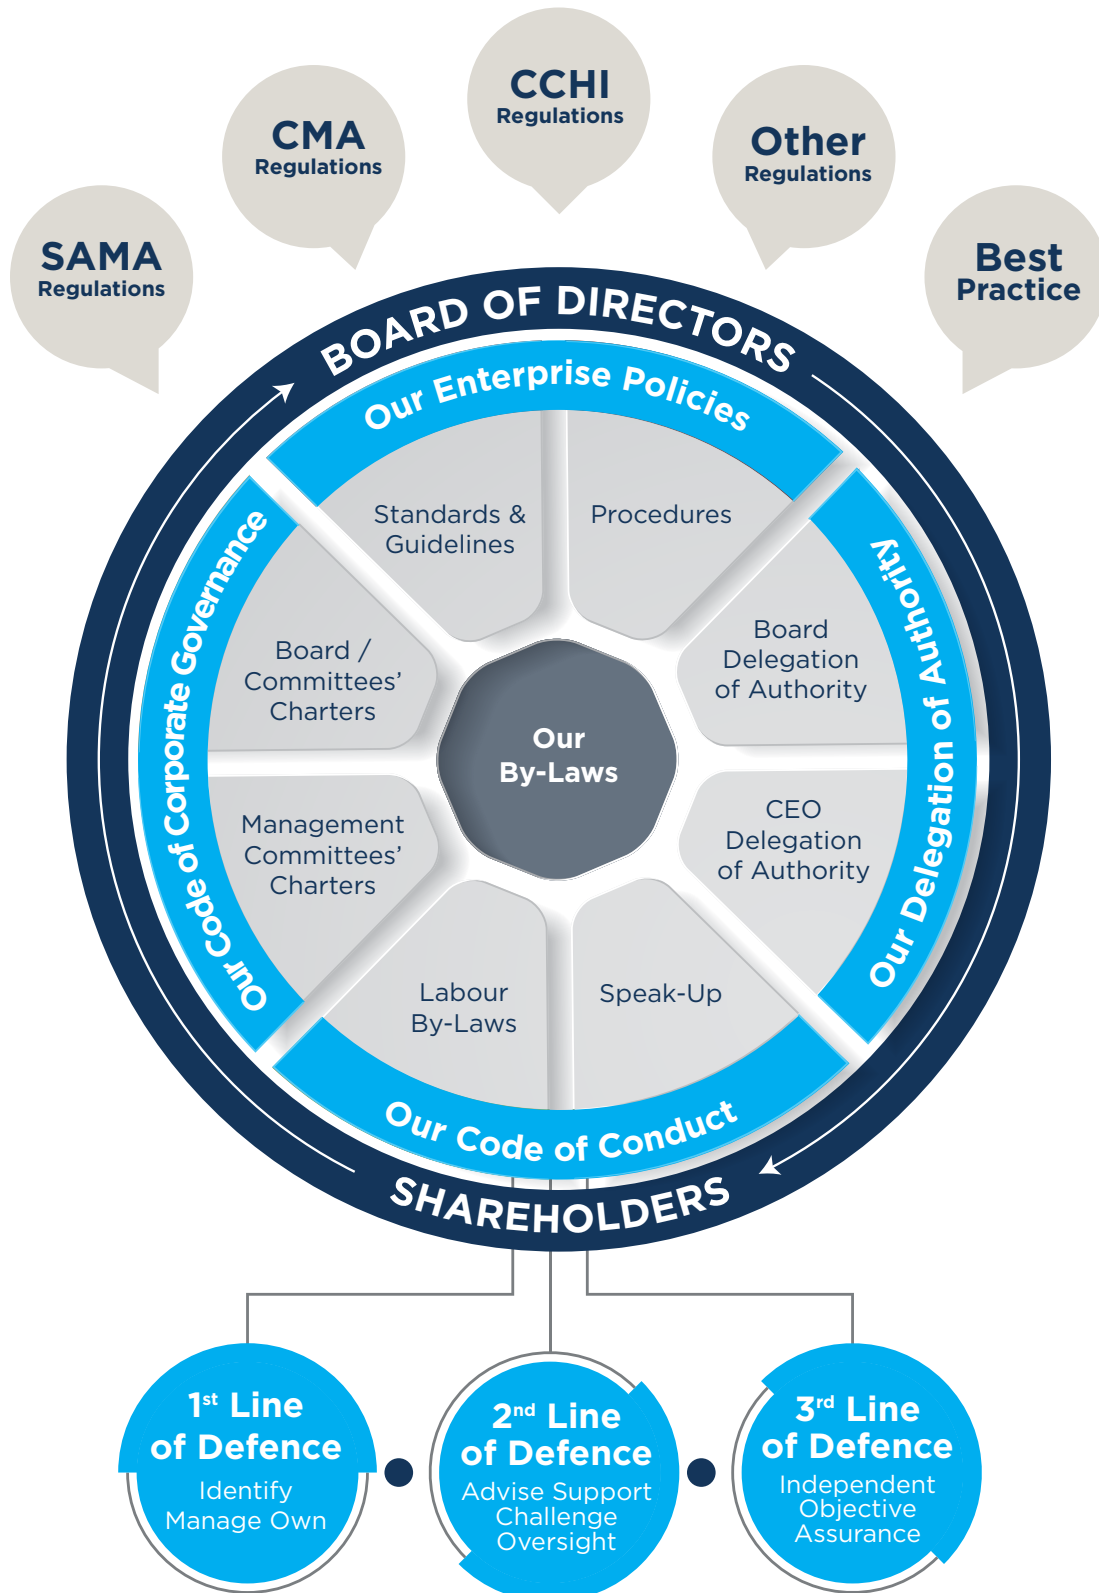 CCHI
Regulations
CMA
Regulations
Other
Regulations
SAMA
Regulations
Best
Practice
BOARD OF DIRECTORS
Our Enterprise Policies
Standards &
Guidelines
Procedures
Our Code of Corporate Governance
Board /
Committees’
Charters
Board
Delegation
of Authority
Our Delegation of Authority
Our
By-Laws
Management
Committees’
Charters
CEO
Delegation
of Authority
Labour
By-Laws
Speak-Up
Our Code of Conduct
SHAREHOLDERS
1st Line
of Defence
Identify
Manage Own
2nd Line
of Defence
Advise Support
Challenge
Oversight
3rd Line
of Defence
Independent
Objective
Assurance